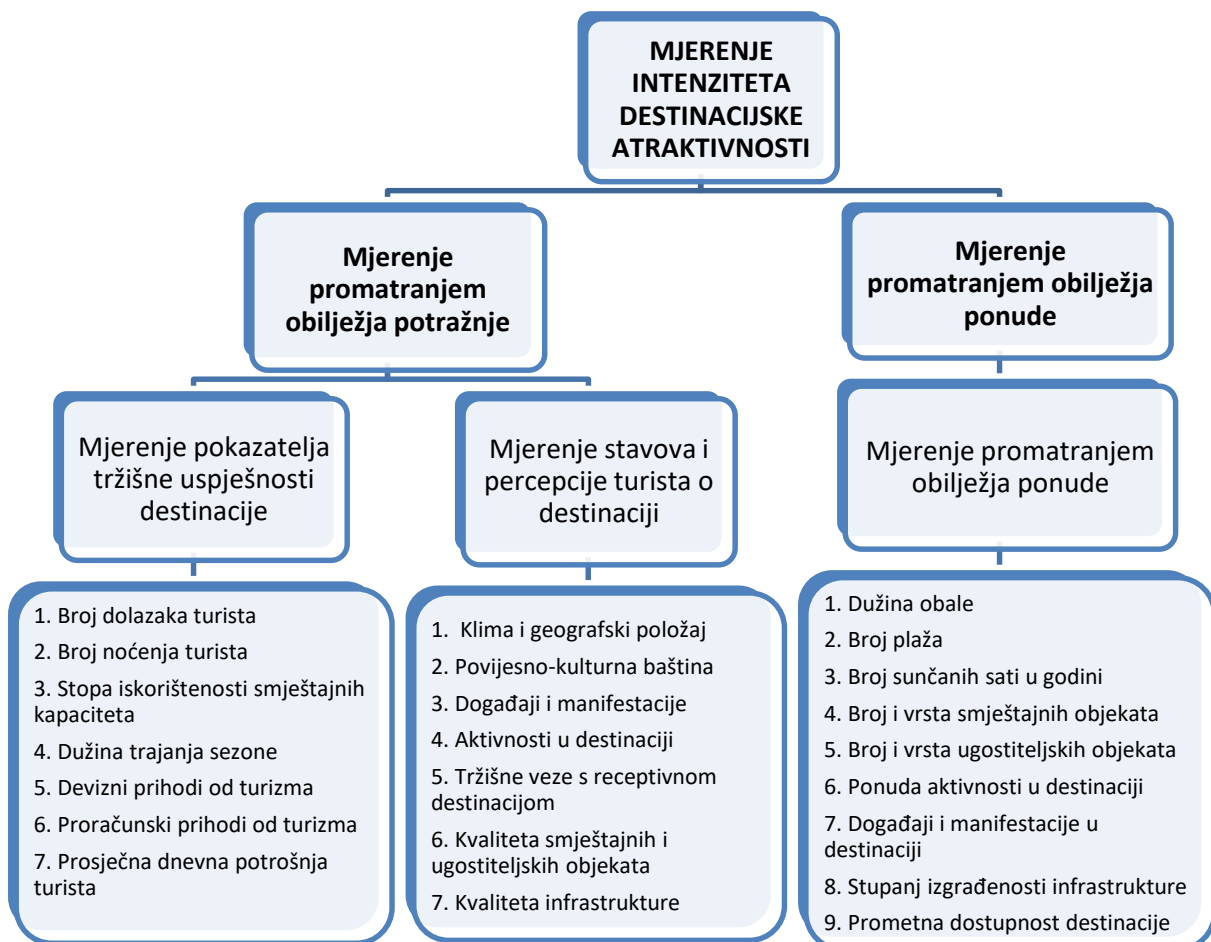 MJERENJE
INTENZITETA
DESTINACIJSKE
ATRAKTIVNOSTI
Mjerenje
promatranjem
obilježja potražnje
Mjerenje
promatranjem obilježja
ponude
Mjerenje pokazatelja
tržišne uspješnosti
destinacije
Mjerenje stavova i
percepcije turista o
destinaciji
Mjerenje promatranjem
obilježja ponude
1. Broj dolazaka turista
2. Broj noćenja turista
3. Stopa iskorištenosti smještajnih
kapaciteta
4. Dužina trajanja sezone
5. Devizni prihodi od turizma
6. Proračunski prihodi od turizma
7. Prosječna dnevna potrošnja
turista
1. Klima i geografski položaj
2. Povijesno-kulturna baština
3. Događaji i manifestacije
4. Aktivnosti u destinaciji
5. Tržišne veze s receptivnom
destinacijom
6. Kvaliteta smještajnih i
ugostiteljskih objekata
7. Kvaliteta infrastrukture
1. Dužina obale
2. Broj plaža
3. Broj sunčanih sati u godini
4. Broj i vrsta smještajnih objekata
5. Broj i vrsta ugostiteljskih objekata
6. Ponuda aktivnosti u destinaciji
7. Događaji i manifestacije u
destinaciji
8. Stupanj izgrađenosti infrastrukture
9. Prometna dostupnost destinacije